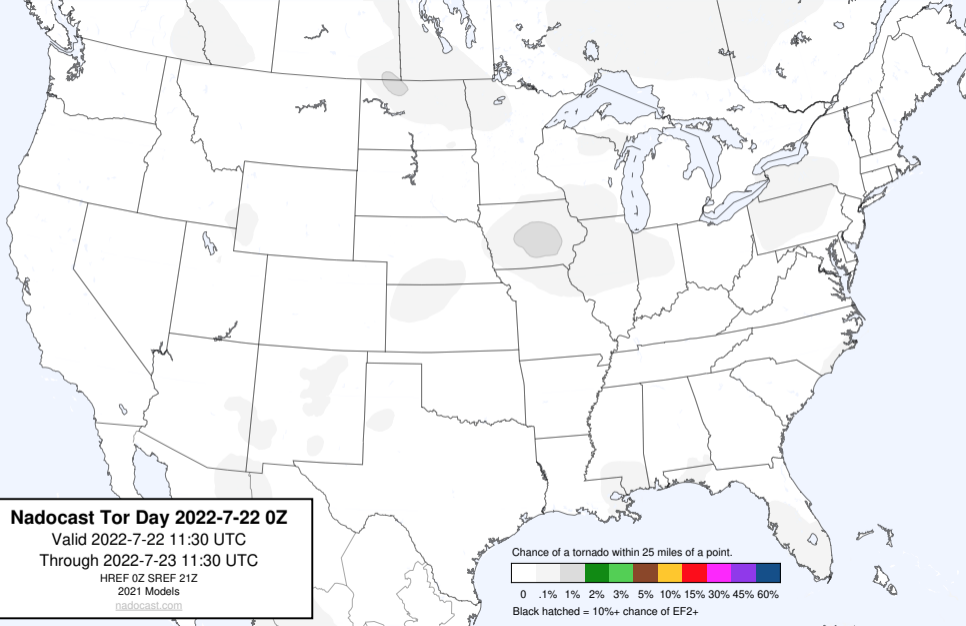 Nadocast Tor Day 2022-7-22 0Z
Valid 2022-7-22 11:30 UTC
Through 2022-7-23 11:30 UTC
HREF 0Z SREF 21Z
2021 Models
nadocast.com
Chance of a tornado within 25 miles of a point.
0 .1% 1% 2% 3% 5% 10% 15% 30% 45% 60%
Black hatched = 10%+ chance of EF2+